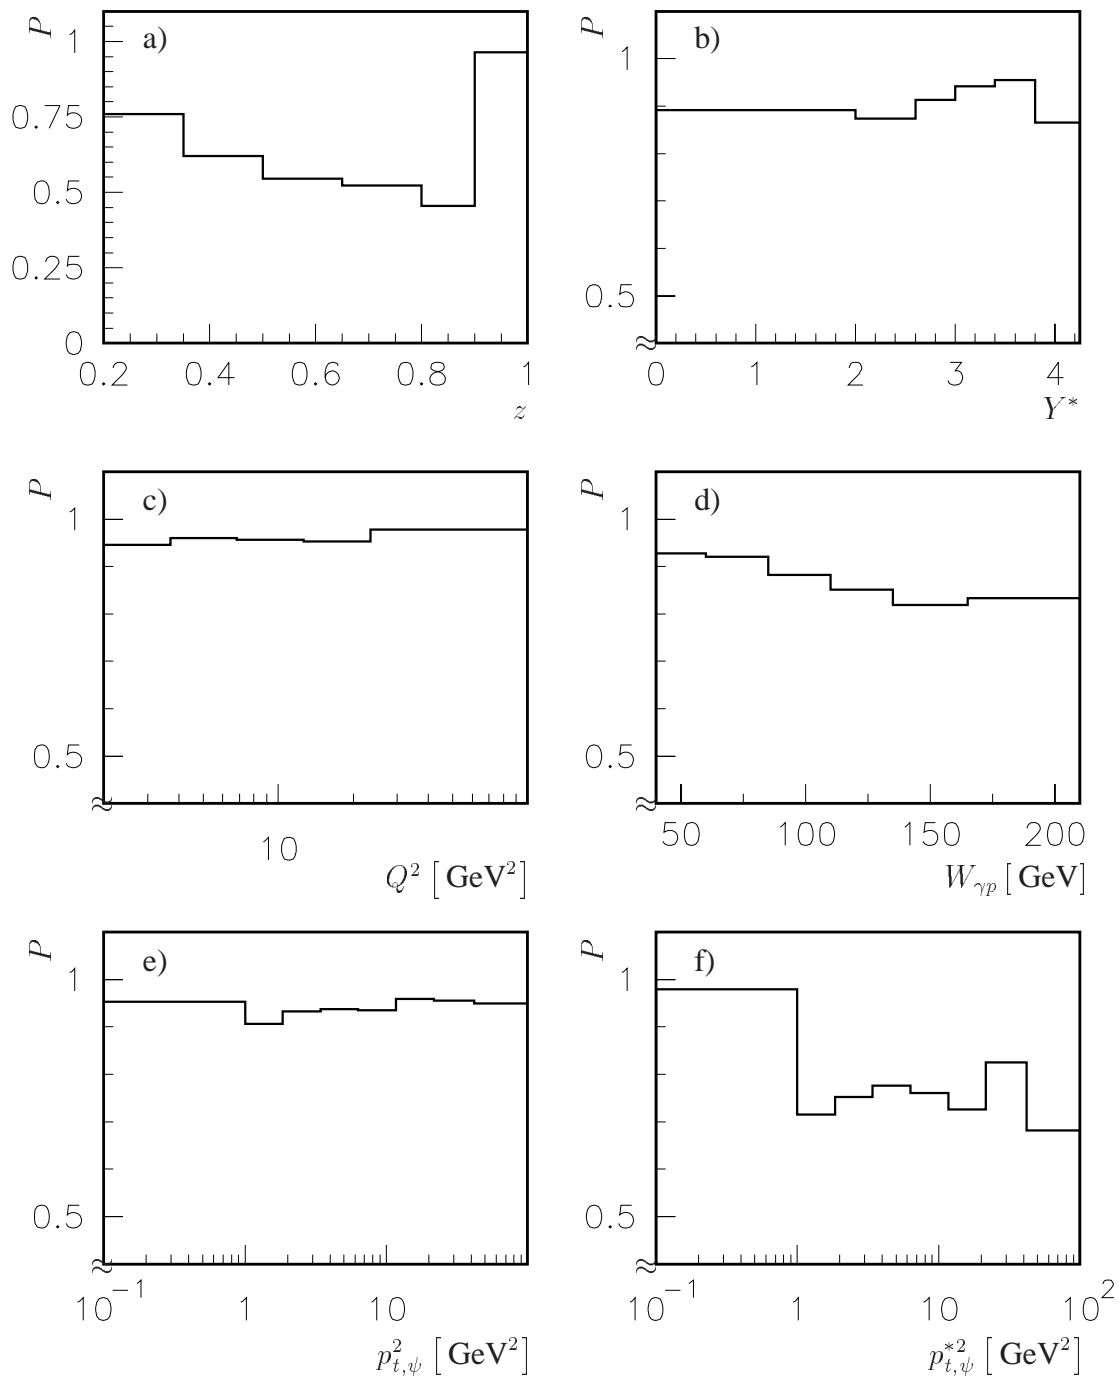 P
1
0.75
0.5
0.25
0
a)
0.2 0.4 0.6 0.8 1
z
P
1
0.5
≈
b)
0 1 2 3 4
Y*
P
1
0.5
≈
c)
10
Q² [ GeV² ]
P
1
0.5
≈
d)
50 100 150 200
W_γp [ GeV ]
P
1
0.5
≈
e)
10⁻¹ 1 10
p²_t,ψ [ GeV² ]
P
1
0.5
≈
f)
10⁻¹ 1 10 10²
p*²_t,ψ [ GeV² ]